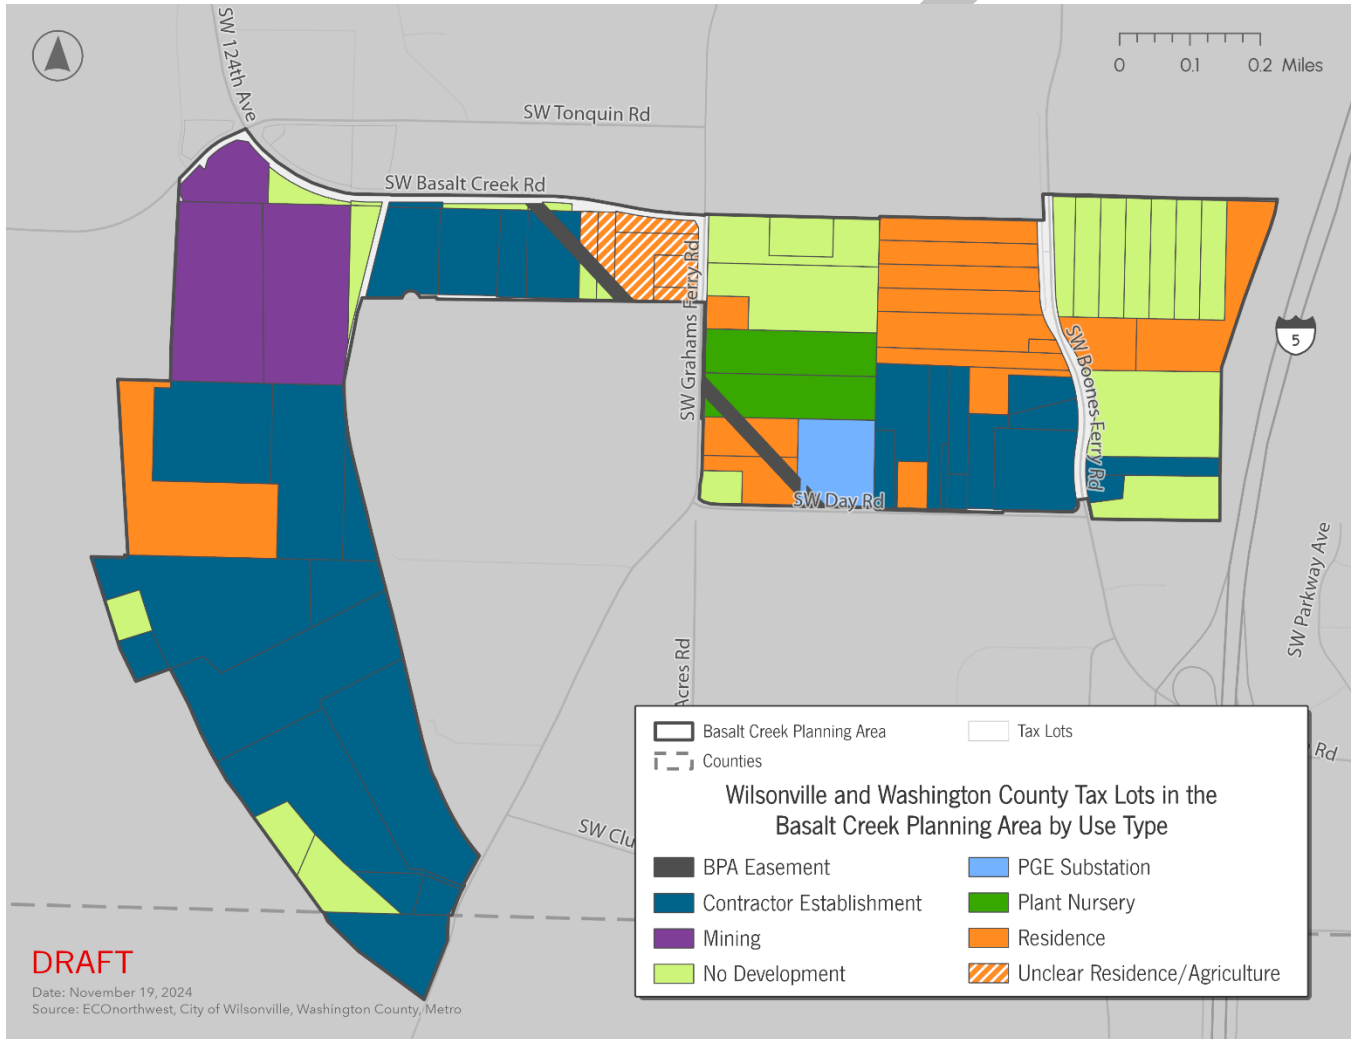 SW 124th Ave
0 0.1 0.2 Miles
SW Tonquin Rd
SW Basalt Creek Rd
SW Grahams Ferry Rd
SW Boones Ferry Rd
5
SW Day Rd
SW Parkway Ave
Acres Rd
Rd
SW Clu
Basalt Creek Planning Area
Tax Lots
Counties
Wilsonville and Washington County Tax Lots in the
Basalt Creek Planning Area by Use Type
BPA Easement
PGE Substation
Contractor Establishment
Plant Nursery
Mining
Residence
No Development
Unclear Residence/Agriculture
DRAFT
Date: November 19, 2024
Source: ECOnorthwest, City of Wilsonville, Washington County, Metro